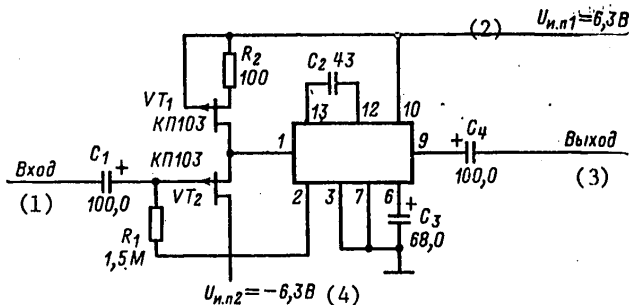 Uи.п1=6,3В
(2)
R2
100
C2 43
VT1
КП103
13
12
10
1
9
C4
+
100,0
Выход
(3)
Вход
(1)
C1
+
100,0
КП103
VT2
2
3
7
6
+
C3
68,0
R1
1,5М
Uи.п2=-6,3В (4)